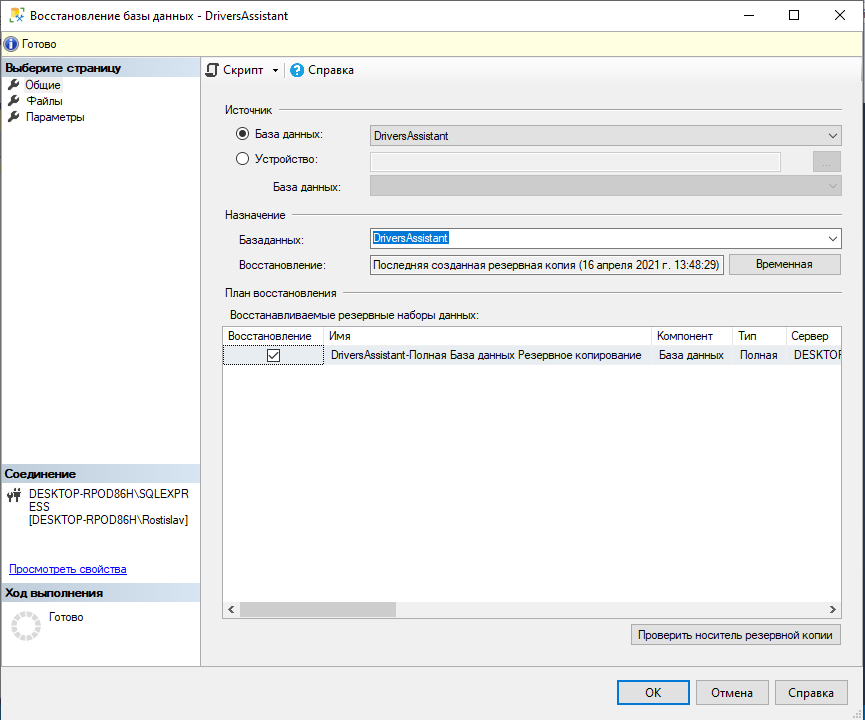 Восстановление базы данных - DriversAssistant
Готово
Выберите страницу
Общие
Файлы
Параметры
Скрипт
Справка
Источник
База данных:
DriversAssistant
Устройство:
...
База данных:
Назначение
Базаданных:
DriversAssistant
Восстановление:
Последняя созданная резервная копия (16 апреля 2021 г. 13:48:29)
Временная
План восстановления
Восстанавливаемые резервные наборы данных:
Восстановление Имя Компонент Тип Сервер
DriversAssistant-Полная База данных Резервное копирование База данных Полная DESKTOF
Соединение
DESKTOP-RPOD86H\SQLEXPR
ESS
[DESKTOP-RPOD86H\Rostislav]
Просмотреть свойства
Ход выполнения
Готово
Проверить носитель резервной копии
ОК
Отмена
Справка